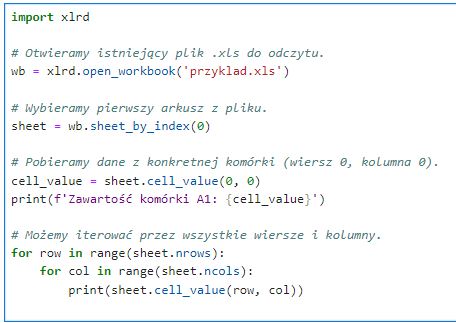 import xlrd
# Otwieramy istniejący plik .xls do odczytu.
wb = xlrd.open_workbook('przyklad.xls')
# Wybieramy pierwszy arkusz z pliku.
sheet = wb.sheet_by_index(0)
# Pobieramy dane z konkretnej komórki (wiersz 0, kolumna 0).
cell_value = sheet.cell_value(0, 0)
print(f'Zawartość komórki A1: {cell_value}')
# Możemy iterować przez wszystkie wiersze i kolumny.
for row in range(sheet.nrows):
    for col in range(sheet.ncols):
        print(sheet.cell_value(row, col))